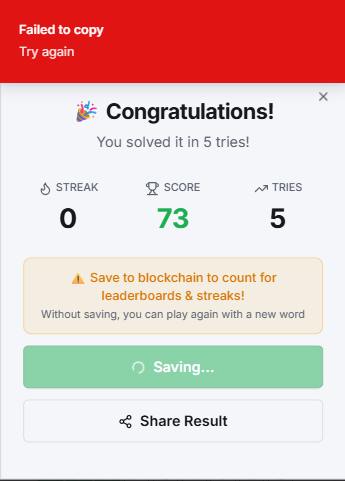 Failed to copy
Try again
🎉 Congratulations!
You solved it in 5 tries!
STREAK
SCORE
TRIES
0
73
5
⚠️ Save to blockchain to count for
leaderboards & streaks!
Without saving, you can play again with a new word
Saving...
Share Result